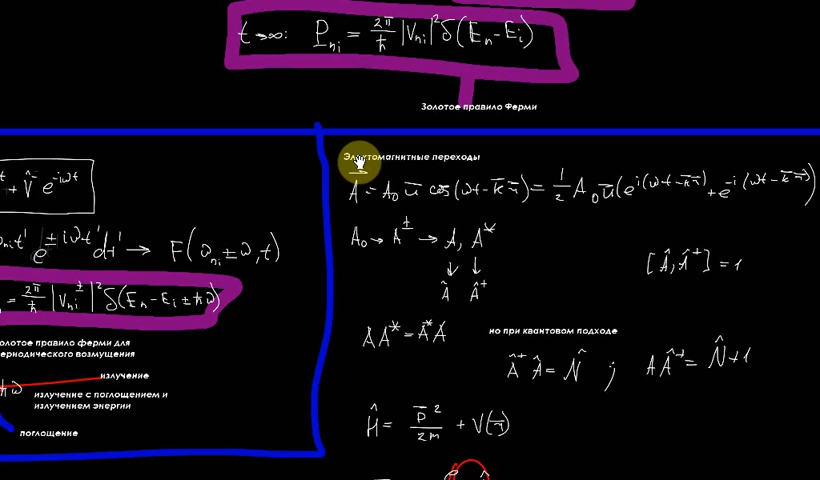 t→∞: P_ni = 2π/ħ |V_ni|² δ(E_n − E_i)
Золотое правило Ферми
+ V̂ e^{-iωt}
e^{±iωt'} dt' → F(ω_ni ± ω, t)
= 2π/ħ |V_ni^±|² δ(E_n − E_i ± ħω)
олотое правило ферми для
ериодического возмущения
излучение
ħω
излучение с поглощением и
излучением энергии
поглощение
Электомагнитные переходы
A = A₀ u̅ cos(ωt − k̅r̅) = 1/2 A₀ u̅ (e^{i(ωt − k̅r̅)} + e^{-i(ωt − k̅r̅)})
A₀ → A^± → A, A*
↓ ↓
Ã Â⁺
[Â, Â⁺] = 1
AA* = A*A
но при квантовом подходе
Â⁺Â = N̂ ; AÂ⁺ = N̂+1
Ĥ = p̅²/2m + V(r̅)